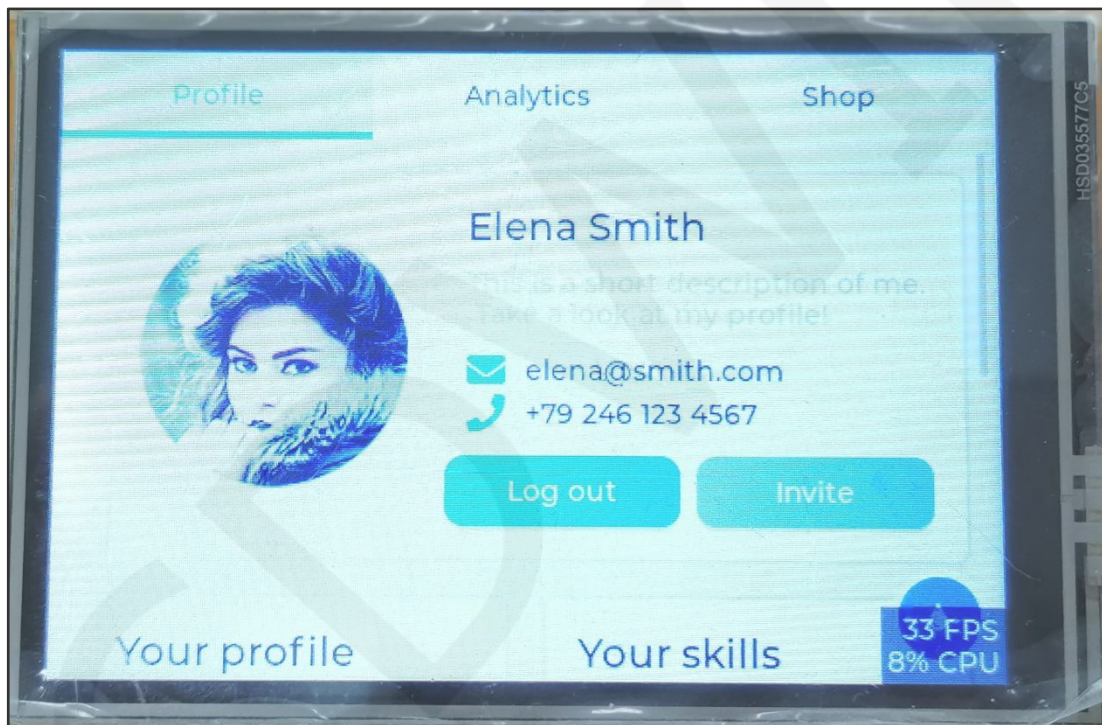 Profile
Analytics
Shop
HSD035577C5
Elena Smith
This is a short description of me.
Take a look at my profile!
elena@smith.com
+79 246 123 4567
Log out
Invite
Your profile
Your skills
33 FPS
8% CPU